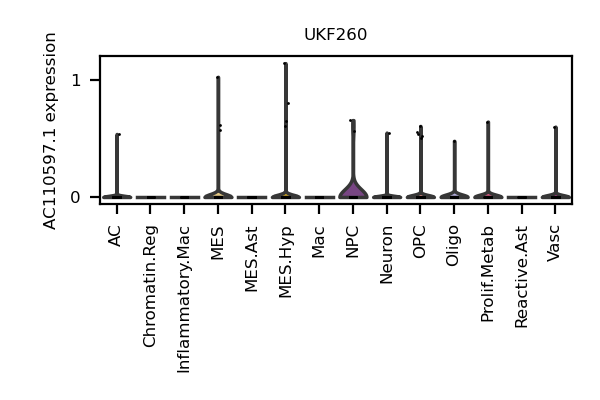 UKF260
AC110597.1 expression
1
0
AC
Chromatin.Reg
Inflammatory.Mac
MES
MES.Ast
MES.Hyp
Mac
NPC
Neuron
OPC
Oligo
Prolif.Metab
Reactive.Ast
Vasc